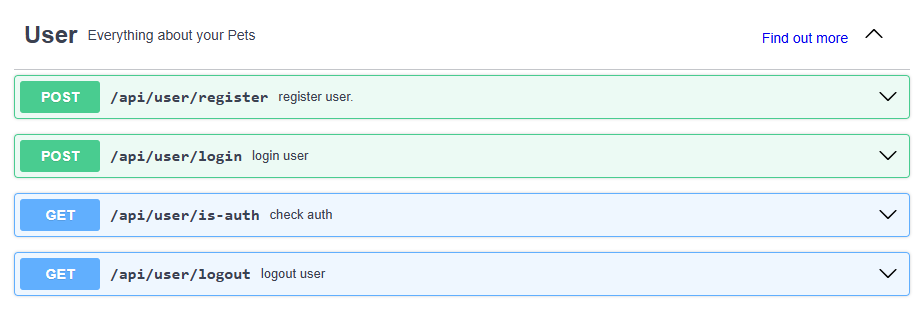 User Everything about your Pets Find out more
POST /api/user/register register user.
POST /api/user/login login user
GET /api/user/is-auth check auth
GET /api/user/logout logout user